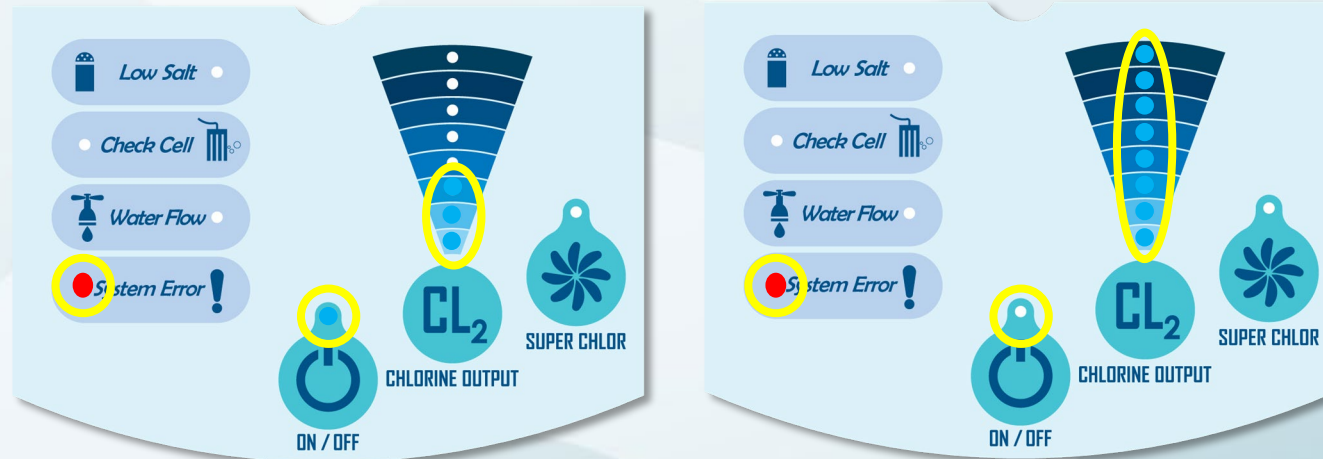 Low Salt
Check Cell
Water Flow
System Error
CL2
SUPER CHLOR
CHLORINE OUTPUT
ON / OFF
Low Salt
Check Cell
Water Flow
System Error
CL2
SUPER CHLOR
CHLORINE OUTPUT
ON / OFF